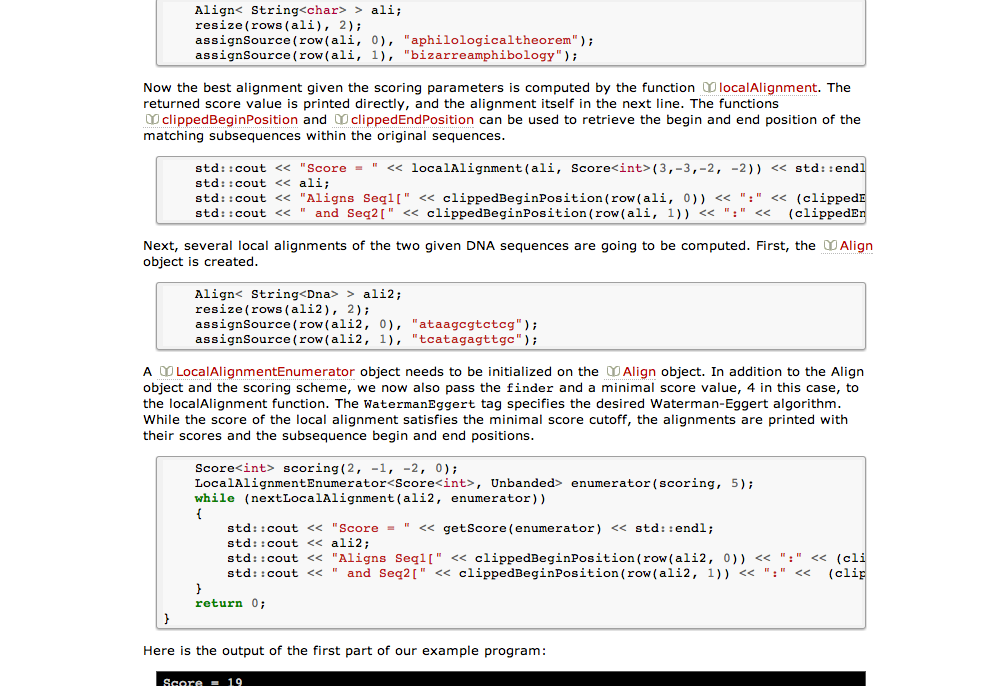 Align< String<char> > ali;
resize(rows(ali), 2);
assignSource(row(ali, 0), "aphilologicaltheorem");
assignSource(row(ali, 1), "bizarreamphibology");
Now the best alignment given the scoring parameters is computed by the function localAlignment. The
returned score value is printed directly, and the alignment itself in the next line. The functions
clippedBeginPosition and clippedEndPosition can be used to retrieve the begin and end position of the
matching subsequences within the original sequences.
std::cout << "Score = " << localAlignment(ali, Score<int>(3,-3,-2, -2)) << std::endl
std::cout << ali;
std::cout << "Aligns Seq1[" << clippedBeginPosition(row(ali, 0)) << ":" << (clippedE
std::cout << " and Seq2[" << clippedBeginPosition(row(ali, 1)) << ":" <<  (clippedEn
Next, several local alignments of the two given DNA sequences are going to be computed. First, the Align
object is created.
Align< String<Dna> > ali2;
resize(rows(ali2), 2);
assignSource(row(ali2, 0), "ataagcgtctcg");
assignSource(row(ali2, 1), "tcatagagttgc");
A LocalAlignmentEnumerator object needs to be initialized on the Align object. In addition to the Align
object and the scoring scheme, we now also pass the finder and a minimal score value, 4 in this case, to
the localAlignment function. The WatermanEggert tag specifies the desired Waterman-Eggert algorithm.
While the score of the local alignment satisfies the minimal score cutoff, the alignments are printed with
their scores and the subsequence begin and end positions.
Score<int> scoring(2, -1, -2, 0);
LocalAlignmentEnumerator<Score<int>, Unbanded> enumerator(scoring, 5);
while (nextLocalAlignment(ali2, enumerator))
{
std::cout << "Score = " << getScore(enumerator) << std::endl;
std::cout << ali2;
std::cout << "Aligns Seq1[" << clippedBeginPosition(row(ali2, 0)) << ":" << (cli
std::cout << " and Seq2[" << clippedBeginPosition(row(ali2, 1)) << ":" <<  (clip
}
return 0;
}
Here is the output of the first part of our example program:
Score = 19